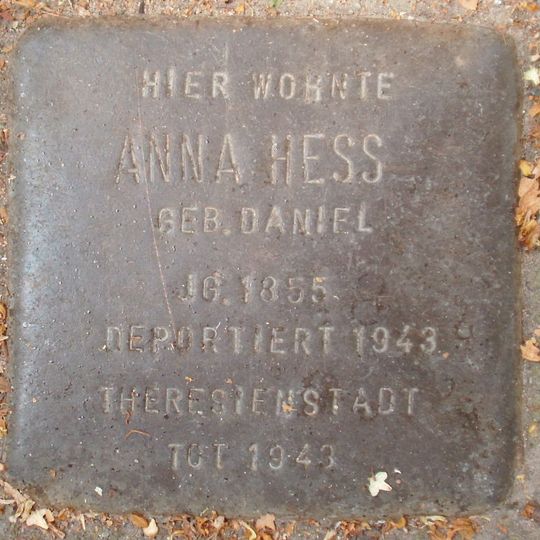 HIER WOHNTE
ANNA HESS
GEB. DANIEL
JG. 1855
DEPORTIERT 1943
THERESIENSTADT
TOT 1943